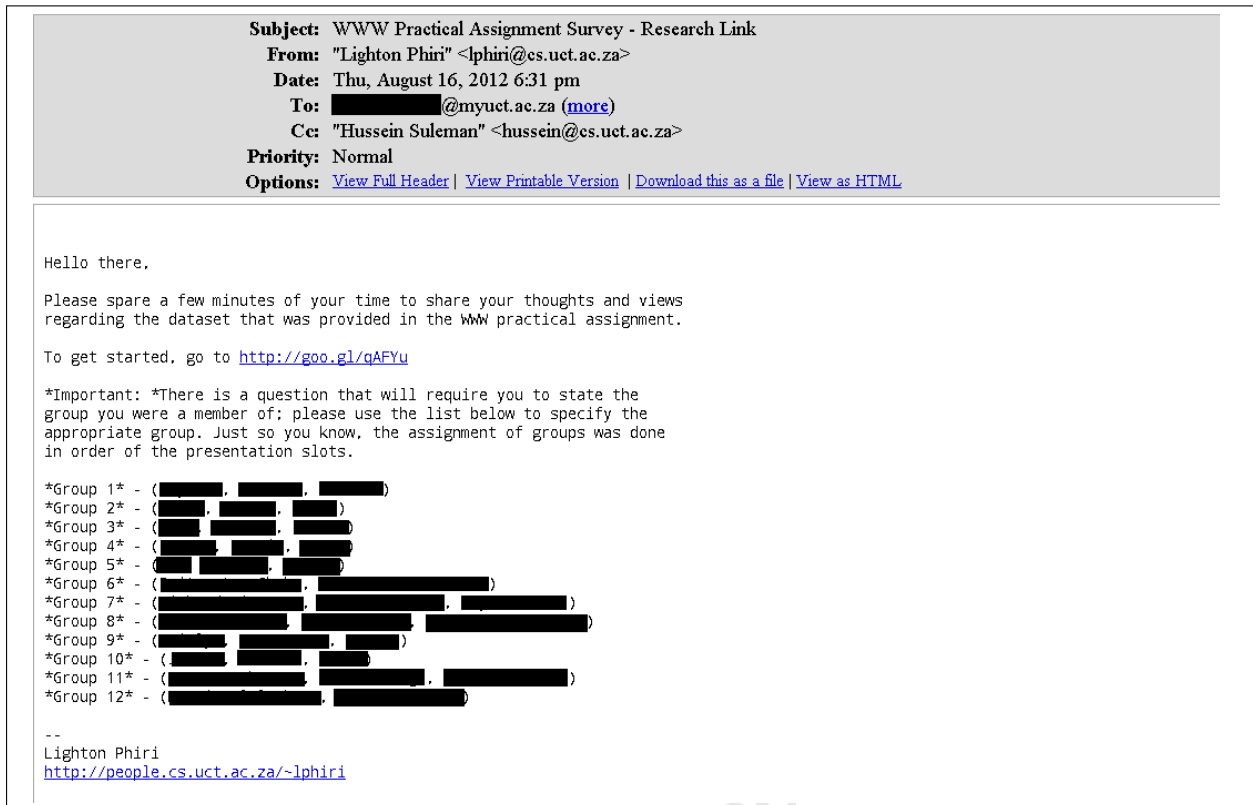 Subject: WWW Practical Assignment Survey - Research Link
From: "Lighton Phiri" <lphiri@cs.uct.ac.za>
Date: Thu, August 16, 2012 6:31 pm
To: @myuct.ac.za (more)
Cc: "Hussein Suleman" <hussein@cs.uct.ac.za>
Priority: Normal
Options: View Full Header | View Printable Version | Download this as a file | View as HTML
Hello there,
Please spare a few minutes of your time to share your thoughts and views
regarding the dataset that was provided in the WWW practical assignment.
To get started, go to http://goo.gl/qAFYu
*Important: *There is a question that will require you to state the
group you were a member of; please use the list below to specify the
appropriate group. Just so you know, the assignment of groups was done
in order of the presentation slots.
*Group 1* - ( , , )
*Group 2* - ( , , )
*Group 3* - ( , , )
*Group 4* - ( , , )
*Group 5* - ( , )
*Group 6* - ( , )
*Group 7* - ( , , )
*Group 8* - ( , , )
*Group 9* - ( , , )
*Group 10* - ( , , )
*Group 11* - ( , , )
*Group 12* - ( , )
--
Lighton Phiri
http://people.cs.uct.ac.za/~lphiri